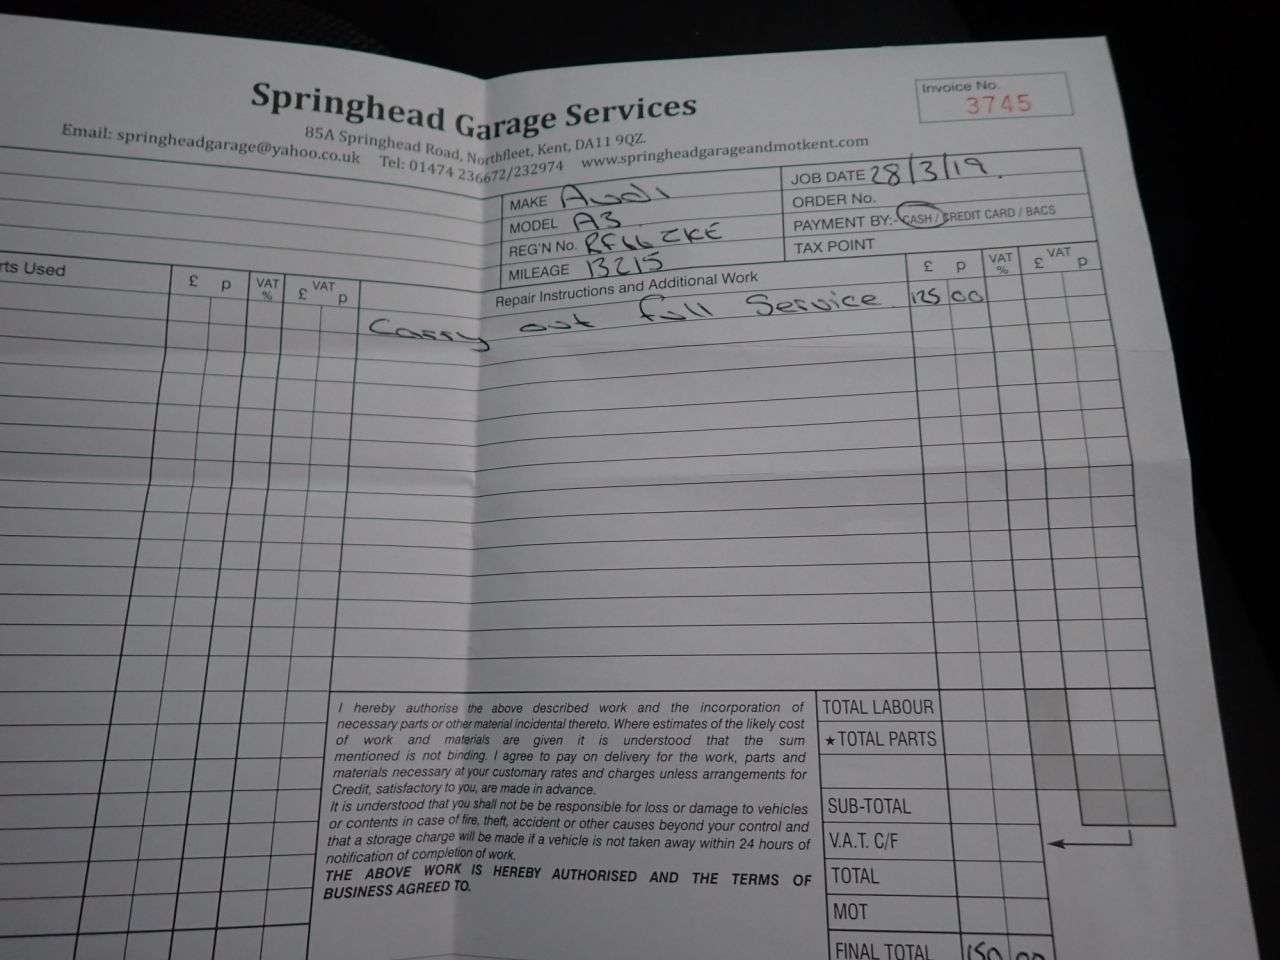 Springhead Garage Services
85A Springhead Road, Northfleet, Kent, DA11 9QZ.
Email: springheadgarage@yahoo.co.uk Tel: 01474 236672/232974 www.springheadgarageandmotkent.com
Invoice No.
3745
MAKE Audi
MODEL A3
REG'N No. RF66 ZKE
MILEAGE 13215
JOB DATE 28/3/19.
ORDER No.
PAYMENT BY:- CASH / CREDIT CARD / BACS
TAX POINT
rts Used £ p VAT % £ VAT p
Repair Instructions and Additional Work £ p VAT % £ VAT p
Carry out full Service 125 00
I hereby authorise the above described work and the incorporation of
necessary parts or other material incidental thereto. Where estimates of the likely cost
of work and materials are given it is understood that the sum
mentioned is not binding. I agree to pay on delivery for the work, parts and
materials necessary at your customary rates and charges unless arrangements for
Credit, satisfactory to you, are made in advance.
It is understood that you shall not be be responsible for loss or damage to vehicles
or contents in case of fire, theft, accident or other causes beyond your control and
that a storage charge will be made if a vehicle is not taken away within 24 hours of
notification of completion of work.
THE ABOVE WORK IS HEREBY AUTHORISED AND THE TERMS OF
BUSINESS AGREED TO.
TOTAL LABOUR
★TOTAL PARTS
SUB-TOTAL
V.A.T. C/F
TOTAL
MOT
FINAL TOTAL 150 00